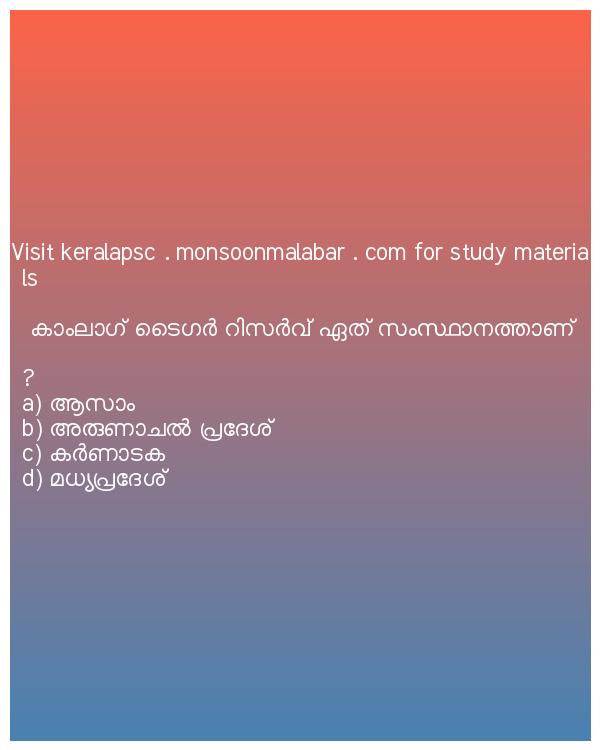 Visit keralapsc . monsoonmalabar . com for study materia
ls
കാംലാഗ് ടൈഗർ റിസർവ് ഏത് സംസ്ഥാനത്താണ്
?
a) ആസാം
b) അരുണാചൽ പ്രദേശ്
c) കർണാടക
d) മധ്യപ്രദേശ്